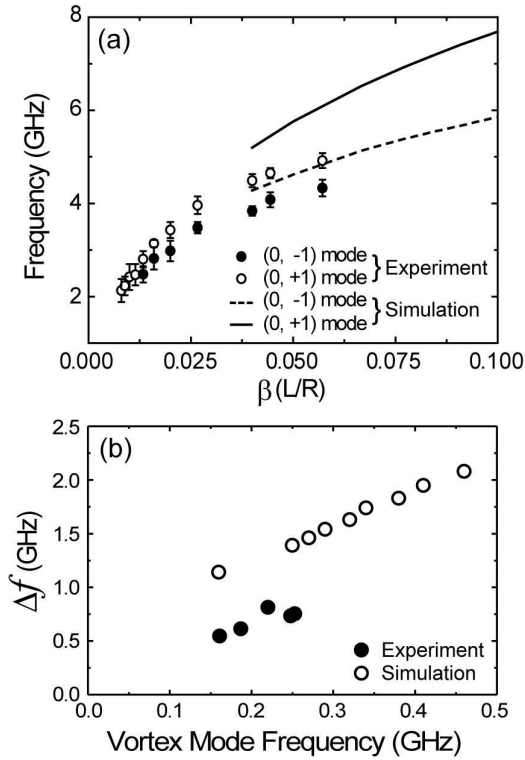 (a)
8
6
4
2
Frequency (GHz)
(0, -1) mode
(0, +1) mode
} Experiment
(0, -1) mode
(0, +1) mode
} Simulation
0.000 0.025 0.050 0.075 0.100
β(L/R)
(b)
2.5
2.0
1.5
1.0
0.5
0.0
Δf (GHz)
Experiment
Simulation
0.0 0.1 0.2 0.3 0.4 0.5
Vortex Mode Frequency (GHz)